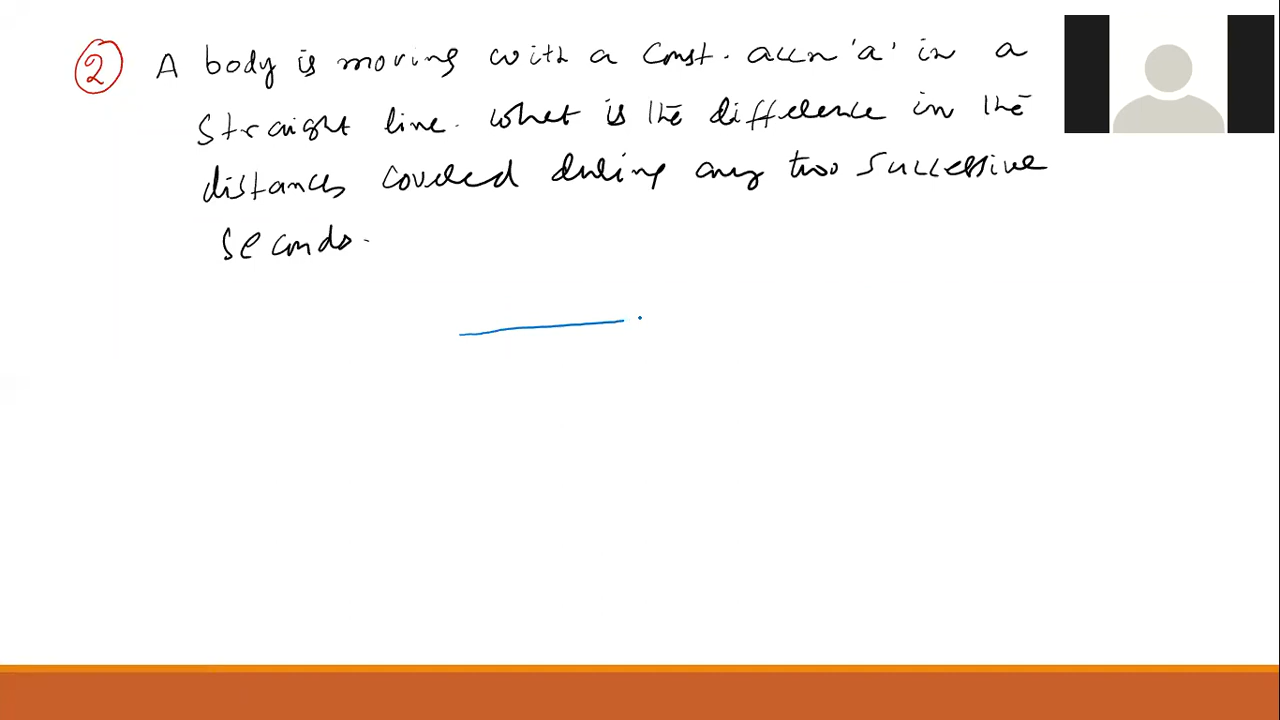 2 A body is moving with a const. accn 'a' in a
straight line. What is the difference in the
distances covered during any two successive
seconds.